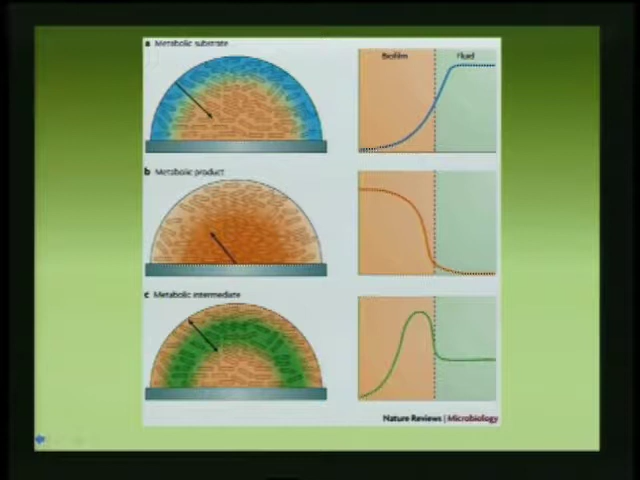 a Metabolic substrate
Biofilm Fluid
b Metabolic product
c Metabolic intermediate
Nature Reviews | Microbiology